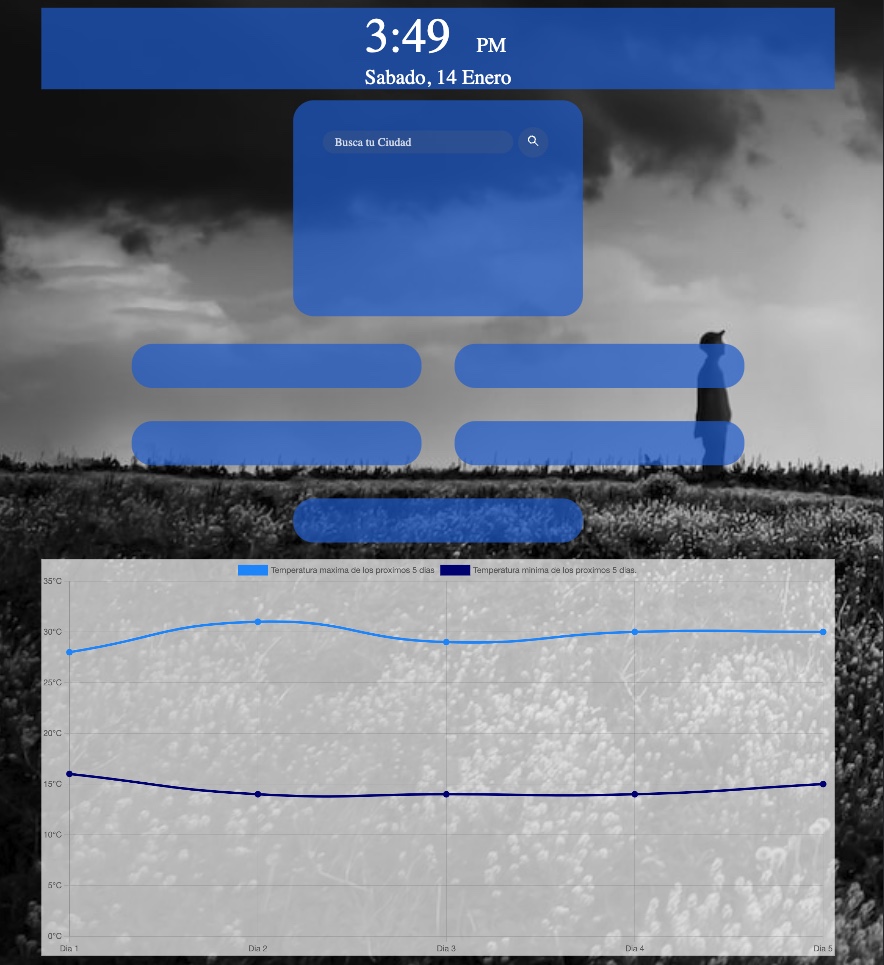 3:49 PM
Sabado, 14 Enero
Busca tu Ciudad
Temperatura maxima de los proximos 5 dias
Temperatura minima de los proximos 5 dias.
35°C
30°C
25°C
20°C
15°C
10°C
5°C
0°C
Dia 1 Dia 2 Dia 3 Dia 4 Dia 5